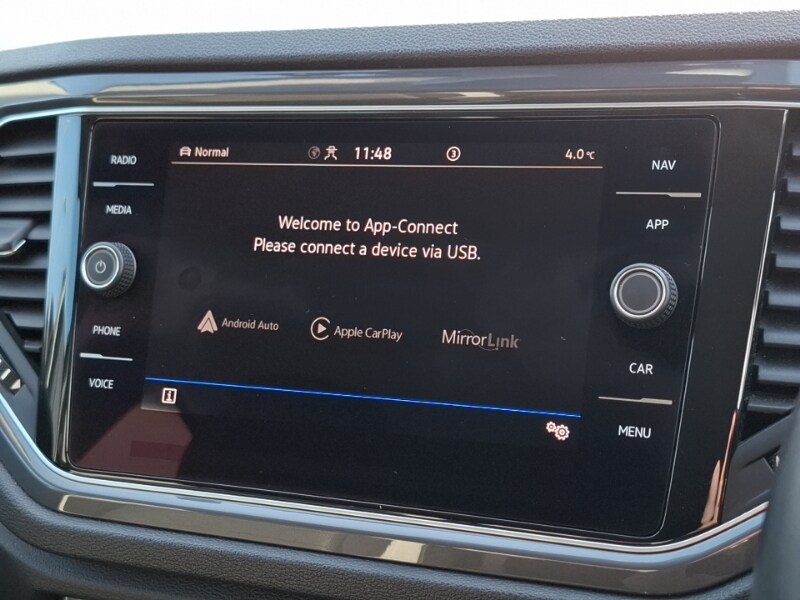 RADIO
MEDIA
PHONE
VOICE
Normal 11:48 3 4.0 °C
Welcome to App-Connect
Please connect a device via USB.
Android Auto Apple CarPlay MirrorLink
i
NAV
APP
CAR
MENU